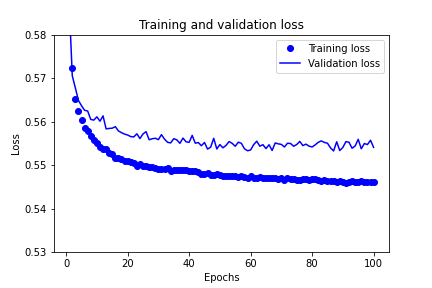 Training and validation loss
Training loss
Validation loss
0.58
0.57
0.56
0.55
0.54
0.53
Loss
0 20 40 60 80 100
Epochs